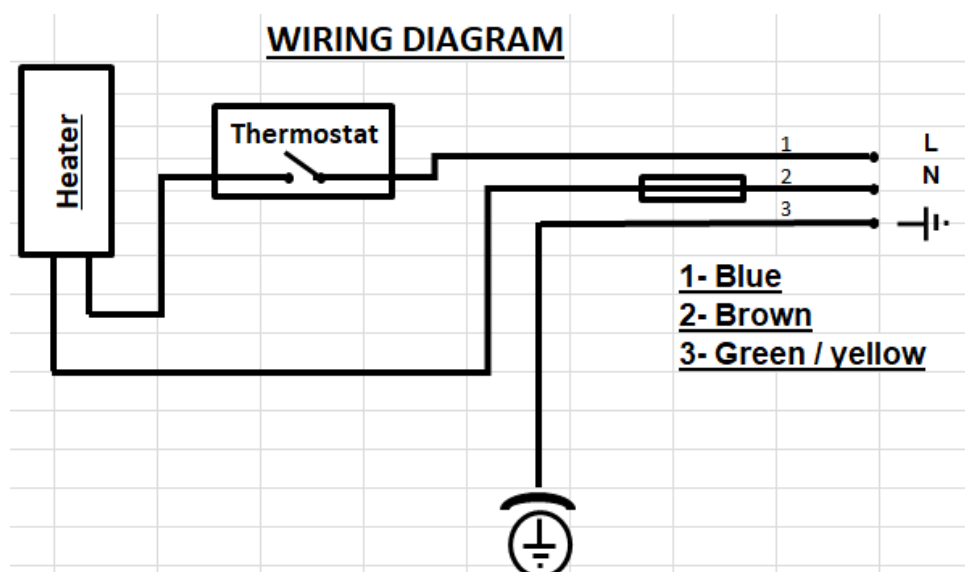 WIRING DIAGRAM
Heater
Thermostat
1
L
2
N
3
1- Blue
2- Brown
3- Green / yellow